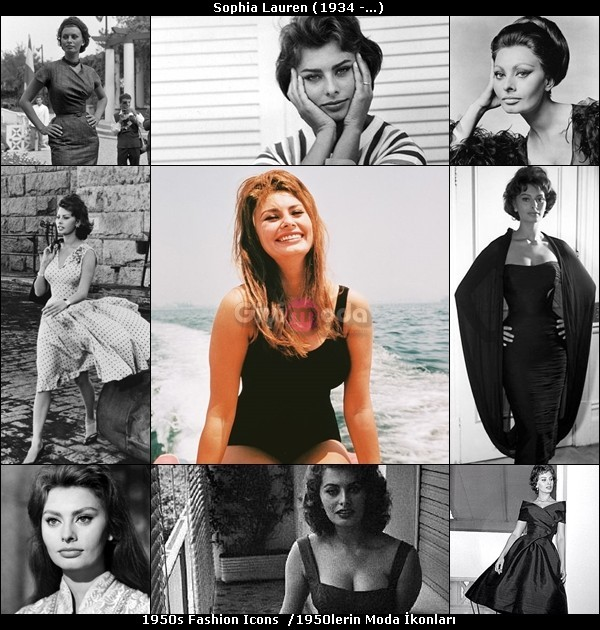 Sophia Lauren (1934 -...)
1950s Fashion Icons /1950lerin Moda İkonları